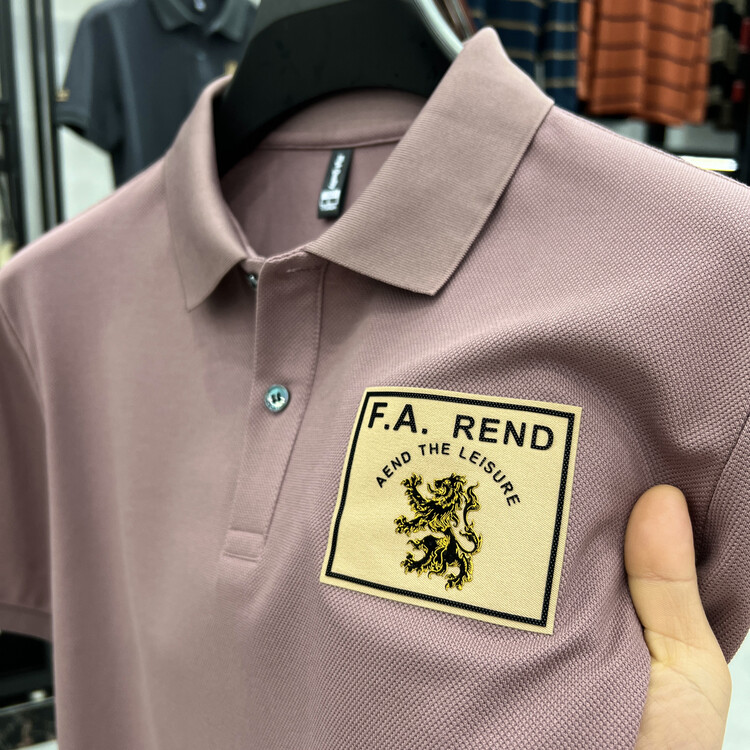 F.A. REND
AEND THE LEISURE